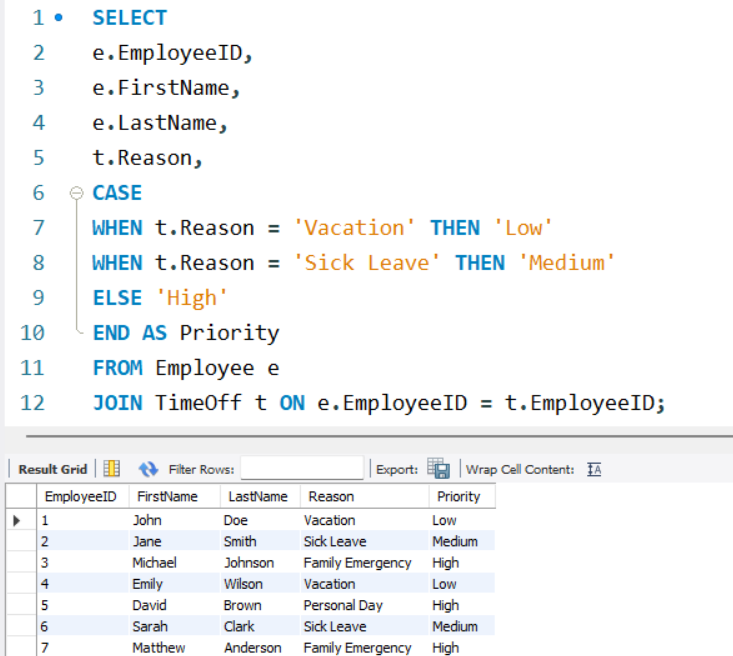 1 SELECT
2 e.EmployeeID,
3 e.FirstName,
4 e.LastName,
5 t.Reason,
6 CASE
7 WHEN t.Reason = 'Vacation' THEN 'Low'
8 WHEN t.Reason = 'Sick Leave' THEN 'Medium'
9 ELSE 'High'
10 END AS Priority
11 FROM Employee e
12 JOIN TimeOff t ON e.EmployeeID = t.EmployeeID;
Result Grid Filter Rows: Export: Wrap Cell Content: IA
EmployeeID FirstName LastName Reason Priority
1 John Doe Vacation Low
2 Jane Smith Sick Leave Medium
3 Michael Johnson Family Emergency High
4 Emily Wilson Vacation Low
5 David Brown Personal Day High
6 Sarah Clark Sick Leave Medium
7 Matthew Anderson Family Emergency High